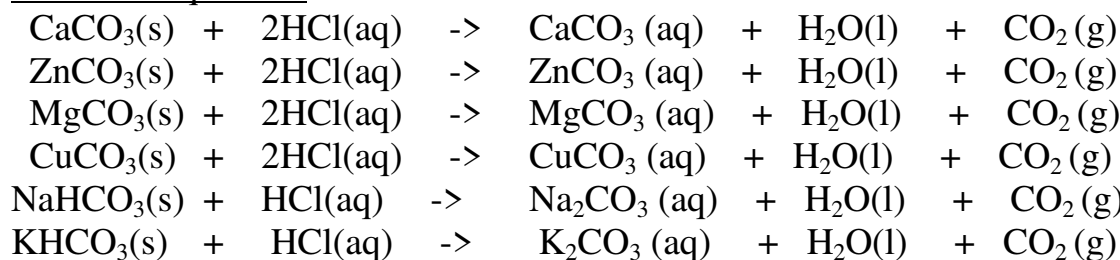 CaCO₃(s) + 2HCl(aq) -> CaCO₃ (aq) + H₂O(l) + CO₂ (g)
ZnCO₃(s) + 2HCl(aq) -> ZnCO₃ (aq) + H₂O(l) + CO₂ (g)
MgCO₃(s) + 2HCl(aq) -> MgCO₃ (aq) + H₂O(l) + CO₂ (g)
CuCO₃(s) + 2HCl(aq) -> CuCO₃ (aq) + H₂O(l) + CO₂ (g)
NaHCO₃(s) + HCl(aq) -> Na₂CO₃ (aq) + H₂O(l) + CO₂ (g)
KHCO₃(s) + HCl(aq) -> K₂CO₃ (aq) + H₂O(l) + CO₂ (g)